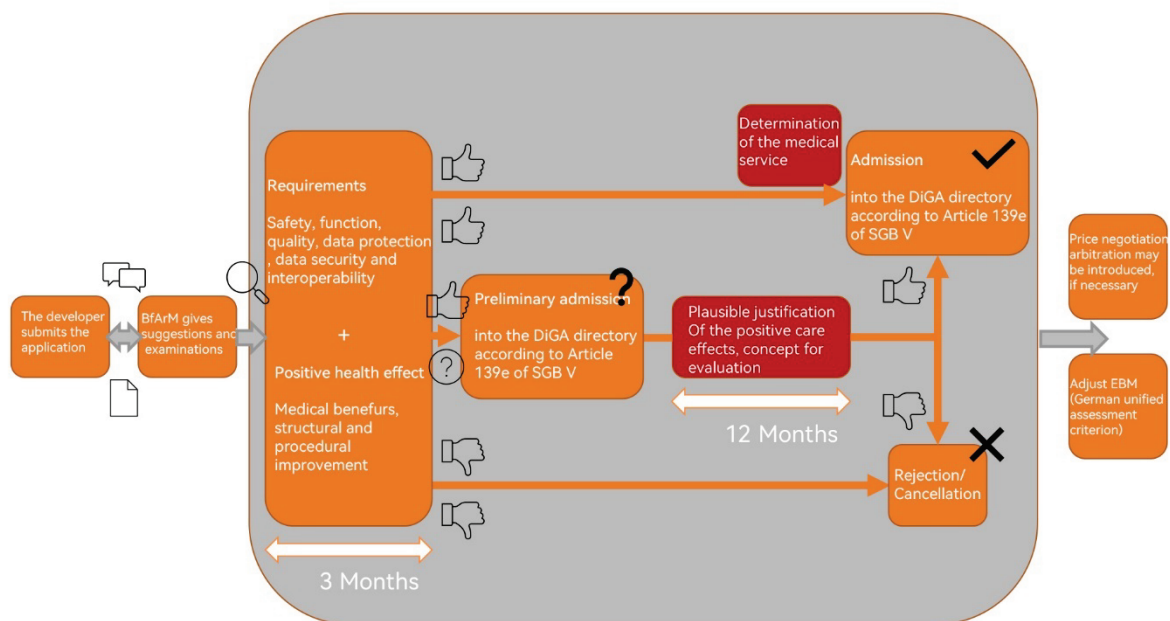 The developer
submits the
application
BfArM gives
suggestions and
examinations
Requirements
Safety, function,
quality, data protection
, data security and
interoperability
+
Positive health effect
Medical benefurs,
structural and
procedural
improvement
3 Months
Preliminary admission
?
into the DiGA directory
according to Article
139e of SGB V
?
Plausible justification
Of the positive care
effects, concept for
evaluation
12 Months
Determination
of the medical
service
Admission
into the DiGA directory
according to Article 139e
of SGB V
Rejection/
Cancellation
Price negotiation
arbitration may
be introduced,
if necessary
Adjust EBM
(German unified
assessment
criterion)